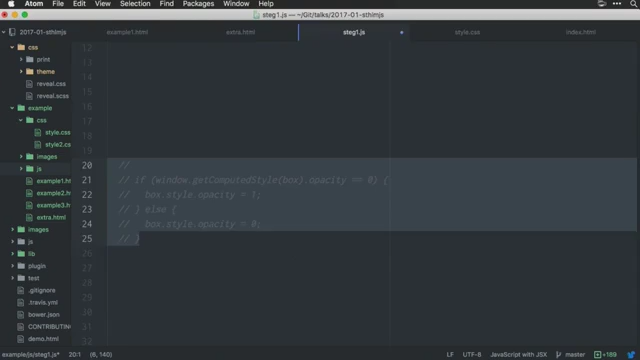 Atom File Edit View Selection Find Packages Window Help
steg1.js — ~/Git/talks/2017-01-sthlmjs
2017-01-sthlmjs
css
print
theme
reveal.css
reveal.scss
example
css
style.css
style2.css
images
js
example1.ht
example2.ht
example3.ht
extra.html
images
js
lib
plugin
test
.gitignore
.travis.yml
bower.json
CONTRIBUTING
demo.html
example1.html extra.html steg1.js style.css index.html
12
13
14
15
16
17
18
19
20 //
21 // if (window.getComputedStyle(box).opacity == 0) {
22 // box.style.opacity = 1;
23 // } else {
24 // box.style.opacity = 0;
25 // }
26
27
28
29
30
31
32
example/js/steg1.js* 20:1 (6, 140) LF UTF-8 JavaScript with JSX master +189